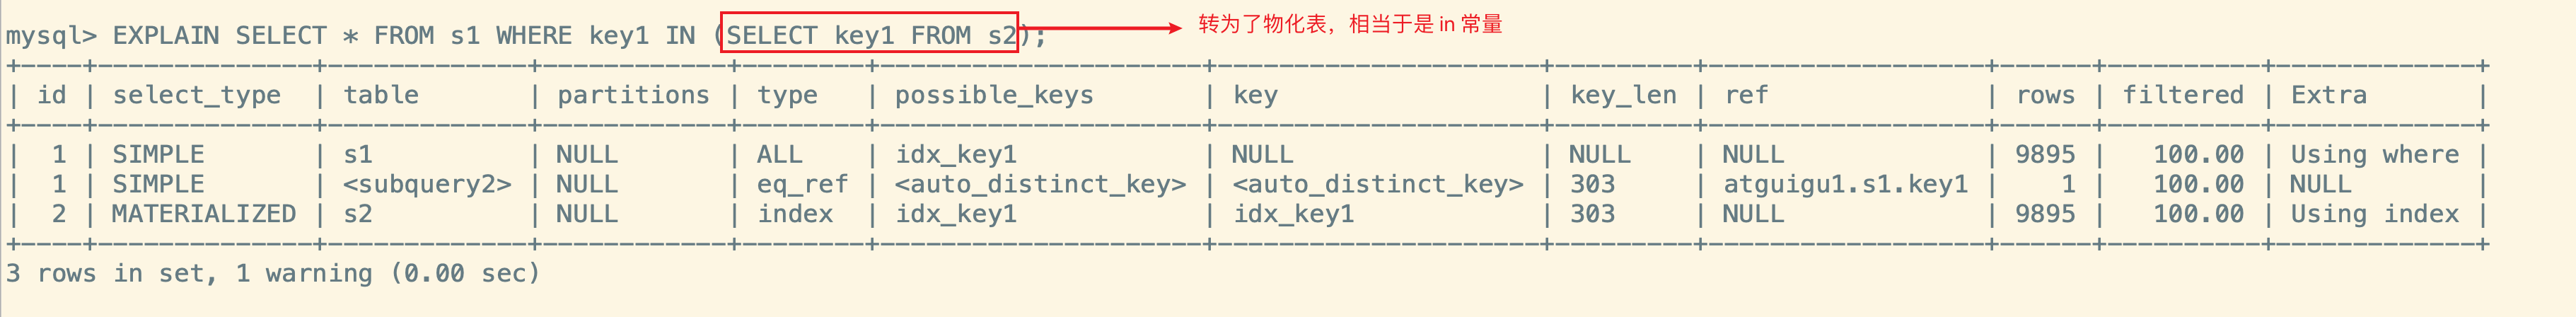 mysql> EXPLAIN SELECT * FROM s1 WHERE key1 IN (SELECT key1 FROM s2); 转为了物化表，相当于是 in 常量
+----+--------------+-------------+------------+--------+---------------------+---------------------+---------+--------------------+------+----------+-------------+
| id | select_type  | table       | partitions | type   | possible_keys       | key                 | key_len | ref                | rows | filtered | Extra       |
+----+--------------+-------------+------------+--------+---------------------+---------------------+---------+--------------------+------+----------+-------------+
|  1 | SIMPLE       | s1          | NULL       | ALL    | idx_key1            | NULL                | NULL    | NULL               | 9895 |   100.00 | Using where |
|  1 | SIMPLE       | <subquery2> | NULL       | eq_ref | <auto_distinct_key> | <auto_distinct_key> | 303     | atguigu1.s1.key1   |    1 |   100.00 | NULL        |
|  2 | MATERIALIZED | s2          | NULL       | index  | idx_key1            | idx_key1            | 303     | NULL               | 9895 |   100.00 | Using index |
+----+--------------+-------------+------------+--------+---------------------+---------------------+---------+--------------------+------+----------+-------------+
3 rows in set, 1 warning (0.00 sec)